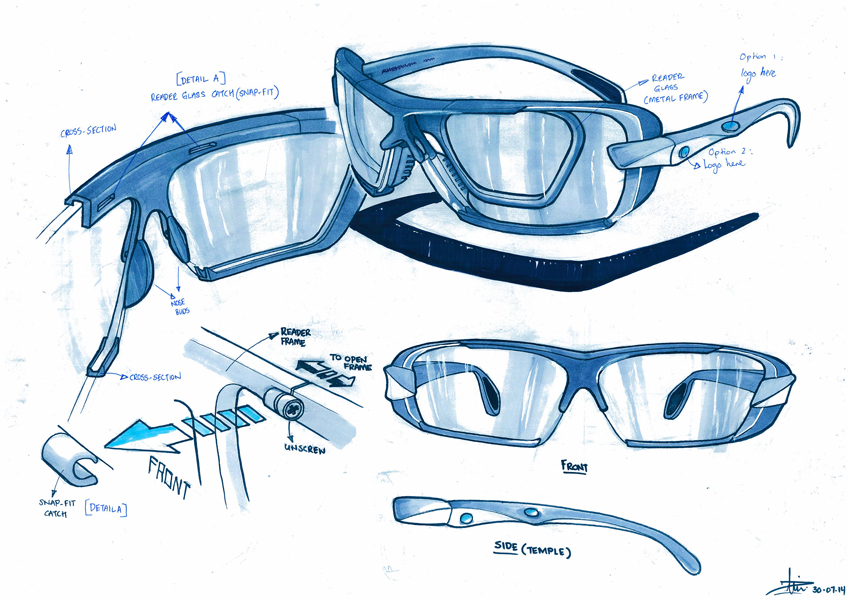 [DETAIL A]
READER GLASS CATCH (SNAP-FIT)
CROSS-SECTION
READER
GLASS
(METAL FRAME)
Option 1 :
logo here
Option 2 :
Logo here
NOSE
BUDS
CROSS-SECTION
READER
FRAME
TO OPEN
FRAME
UNSCREW
FRONT
SNAP-FIT
CATCH
[DETAIL A]
FRONT
SIDE (TEMPLE)
30-07-14